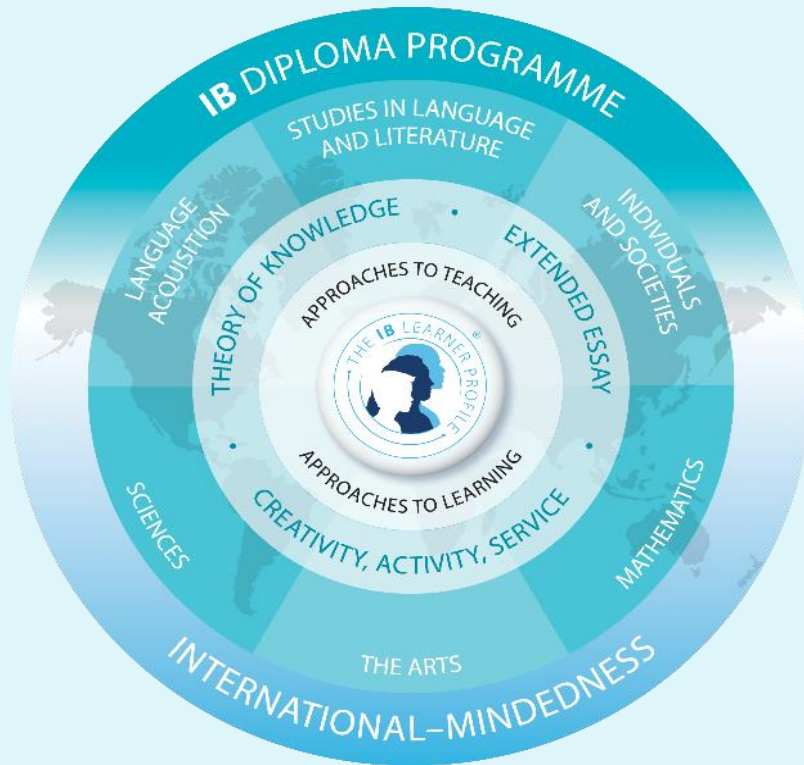 IB DIPLOMA PROGRAMME
STUDIES IN LANGUAGE
AND LITERATURE
LANGUAGE
ACQUISITION
INDIVIDUALS
AND SOCIETIES
THEORY OF KNOWLEDGE
•
EXTENDED ESSAY
APPROACHES TO TEACHING
THE IB LEARNER PROFILE
®
APPROACHES TO LEARNING
•
CREATIVITY, ACTIVITY, SERVICE
•
SCIENCES
MATHEMATICS
THE ARTS
INTERNATIONAL–MINDEDNESS